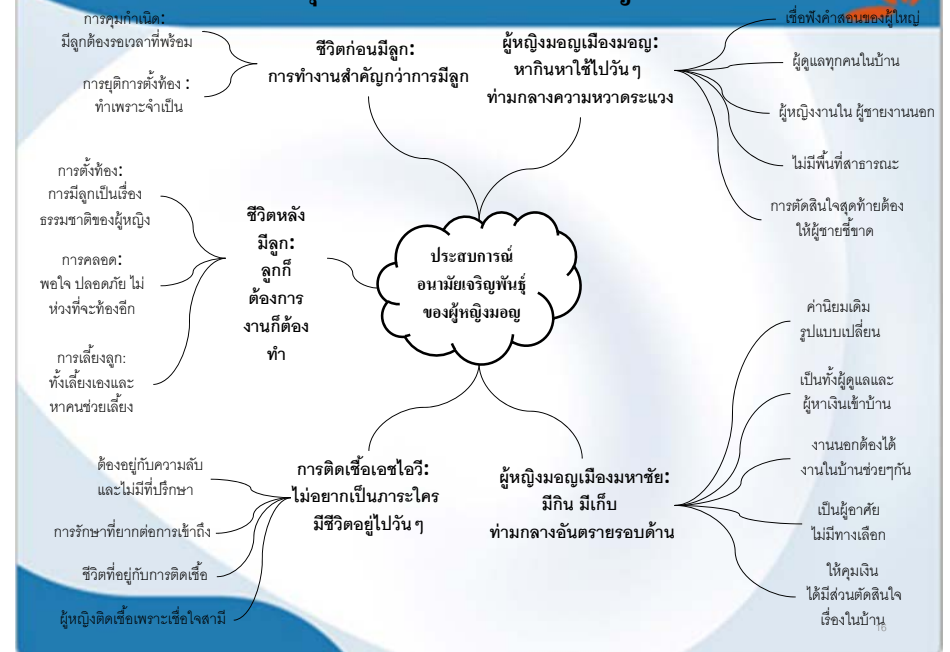 การคุมกำเนิด:
มีลูกต้องรอเวลาที่พร้อม
การยุติการตั้งท้อง :
ทำเพราะจำเป็น
ชีวิตก่อนมีลูก:
การทำงานสำคัญกว่าการมีลูก
ผู้หญิงมอญเมืองมอญ:
หากินหาใช้ไปวัน ๆ
ท่ามกลางความหวาดระแวง
เชื่อฟังคำสอนของผู้ใหญ่
ผู้ดูแลทุกคนในบ้าน
ผู้หญิงงานใน ผู้ชายงานนอก
ไม่มีพื้นที่สาธารณะ
การตัดสินใจสุดท้ายต้อง
ให้ผู้ชายชี้ขาด
การตั้งท้อง:
การมีลูกเป็นเรื่อง
ธรรมชาติของผู้หญิง
การคลอด:
พอใจ ปลอดภัย ไม่
ห่วงที่จะท้องอีก
การเลี้ยงลูก:
ทั้งเลี้ยงเองและ
หาคนช่วยเลี้ยง
ชีวิตหลัง
มีลูก:
ลูกก็
ต้องการ
งานก็ต้อง
ทำ
ประสบการณ์
อนามัยเจริญพันธุ์
ของผู้หญิงมอญ
ค่านิยมเดิม
รูปแบบเปลี่ยน
เป็นทั้งผู้ดูแลและ
ผู้หาเงินเข้าบ้าน
งานนอกต้องได้
งานในบ้านช่วยๆกัน
เป็นผู้อาศัย
ไม่มีทางเลือก
ให้คุมเงิน
ได้มีส่วนตัดสินใจ
เรื่องในบ้าน
ผู้หญิงมอญเมืองมหาชัย:
มีกิน มีเก็บ
ท่ามกลางอันตรายรอบด้าน
การติดเชื้อเอชไอวี:
ไม่อยากเป็นภาระใคร
มีชีวิตอยู่ไปวัน ๆ
ต้องอยู่กับความลับ
และไม่มีที่ปรึกษา
การรักษาที่ยากต่อการเข้าถึง
ชีวิตที่อยู่กับการติดเชื้อ
ผู้หญิงติดเชื้อเพราะเชื่อใจสามี
16